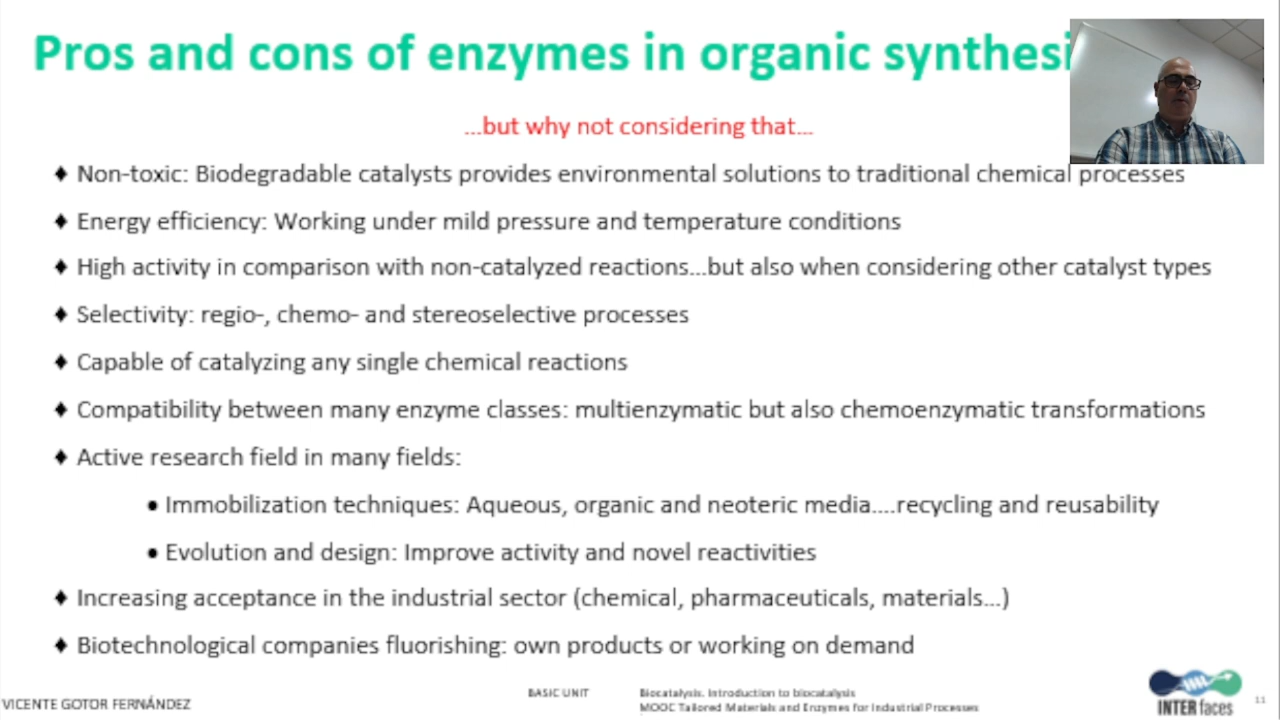 Pros and cons of enzymes in organic synthesi
...but why not considering that...
♦ Non-toxic: Biodegradable catalysts provides environmental solutions to traditional chemical processes
♦ Energy efficiency: Working under mild pressure and temperature conditions
♦ High activity in comparison with non-catalyzed reactions...but also when considering other catalyst types
♦ Selectivity: regio-, chemo- and stereoselective processes
♦ Capable of catalyzing any single chemical reactions
♦ Compatibility between many enzyme classes: multienzymatic but also chemoenzymatic transformations
♦ Active research field in many fields:
• Immobilization techniques: Aqueous, organic and neoteric media....recycling and reusability
• Evolution and design: Improve activity and novel reactivities
♦ Increasing acceptance in the industrial sector (chemical, pharmaceuticals, materials...)
♦ Biotechnological companies fluorishing: own products or working on demand
VICENTE GOTOR FERNÁNDEZ
BASIC UNIT
Biocatalysis. Introduction to biocatalysis
MOOC Tailored Materials and Enzymes for Industrial Processes
INTERfaces
11